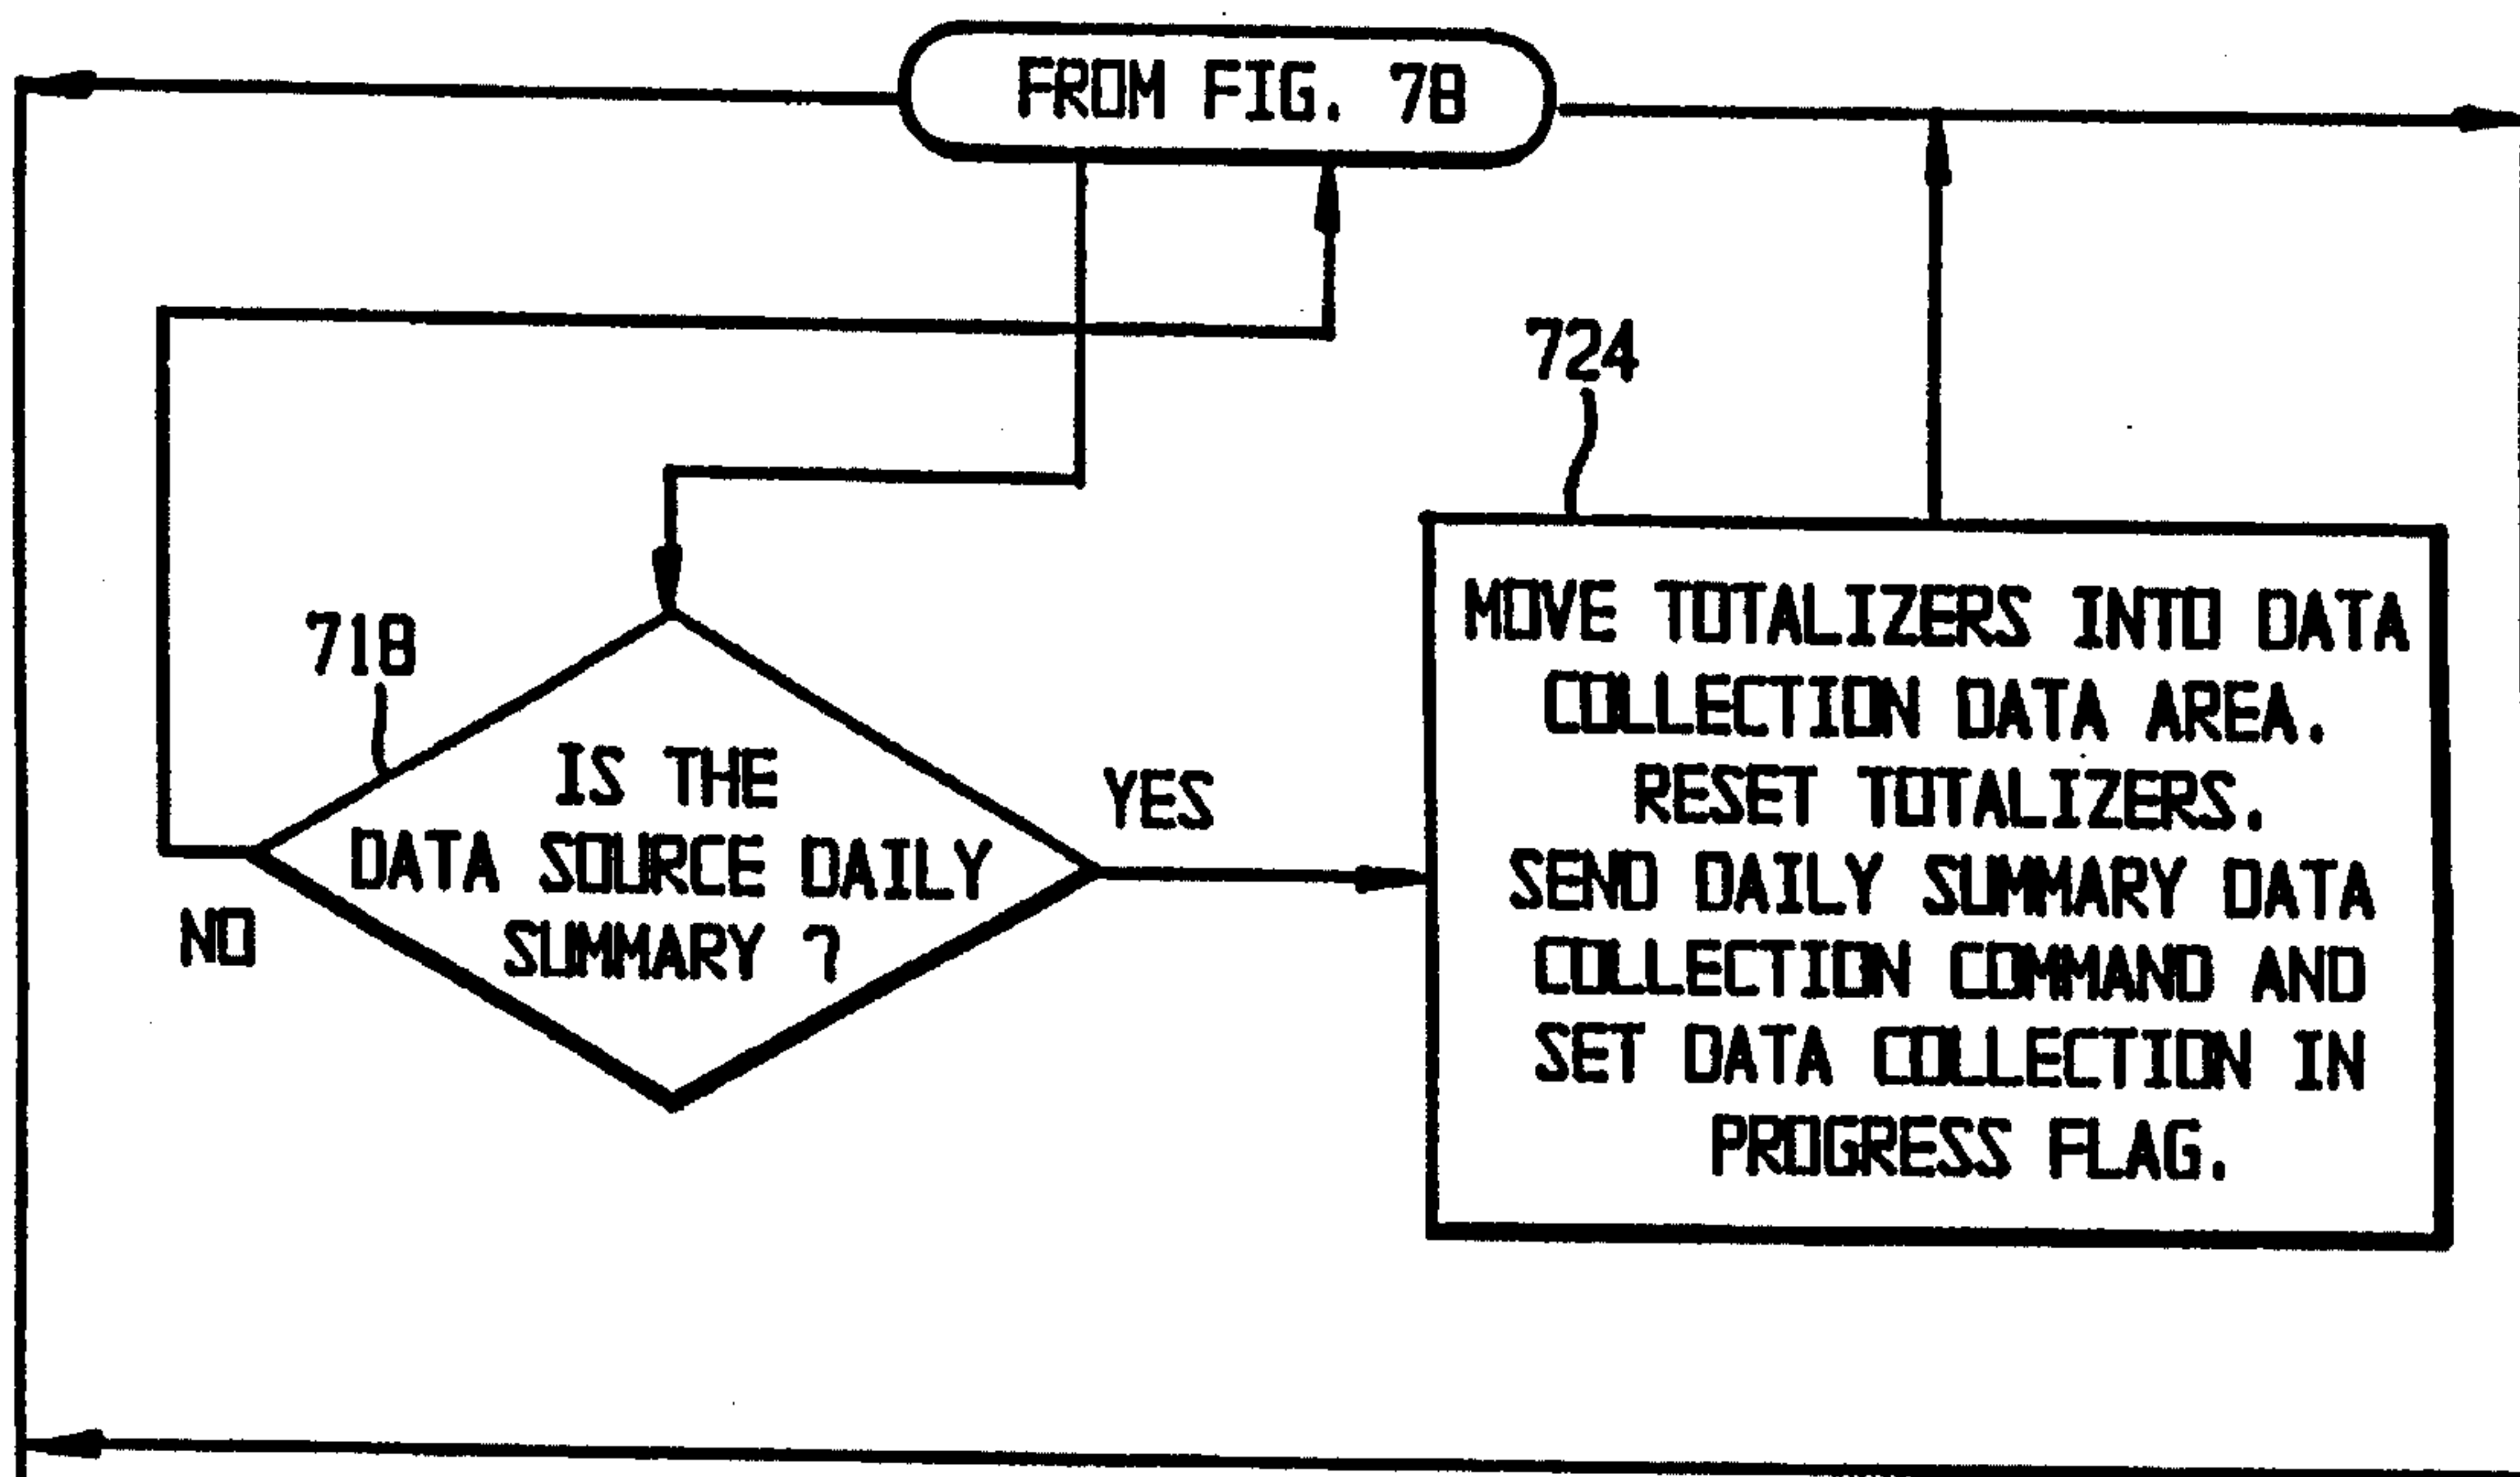 FROM FIG. 78
724
718
IS THE
DATA SOURCE DAILY
SUMMARY ?
YES
NO
MOVE TOTALIZERS INTO DATA
COLLECTION DATA AREA.
RESET TOTALIZERS.
SEND DAILY SUMMARY DATA
COLLECTION COMMAND AND
SET DATA COLLECTION IN
PROGRESS FLAG.